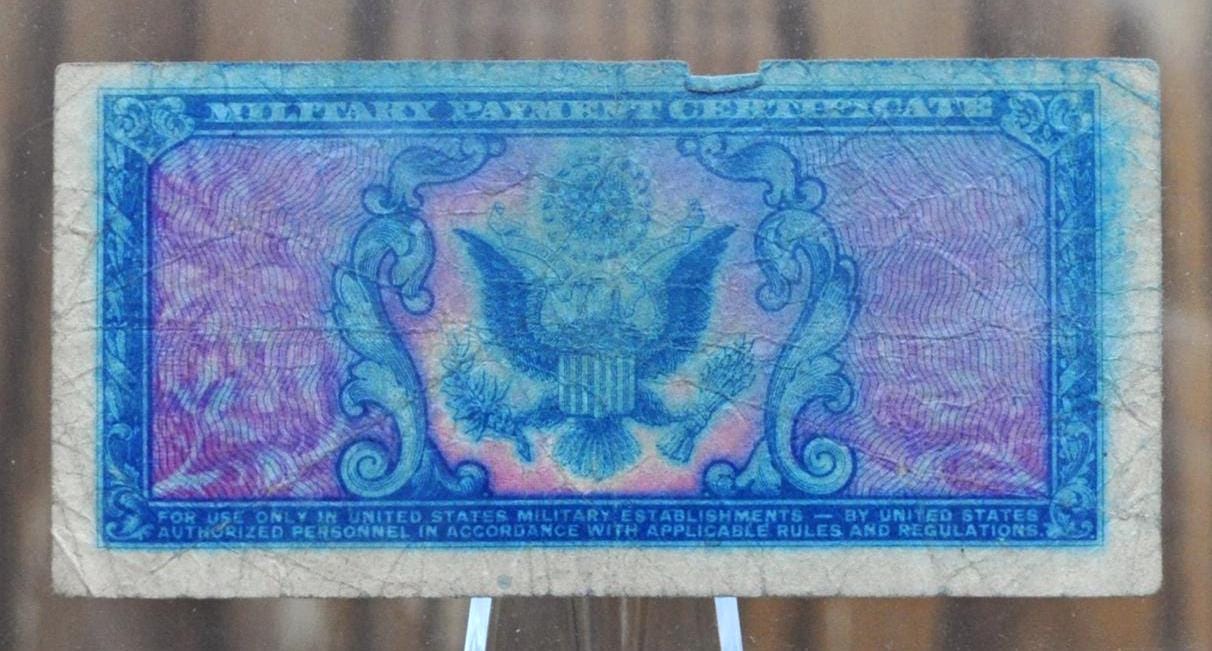 MILITARY PAYMENT CERTIFICATE
FOR USE ONLY IN UNITED STATES MILITARY ESTABLISHMENTS — BY UNITED STATES
AUTHORIZED PERSONNEL IN ACCORDANCE WITH APPLICABLE RULES AND REGULATIONS.